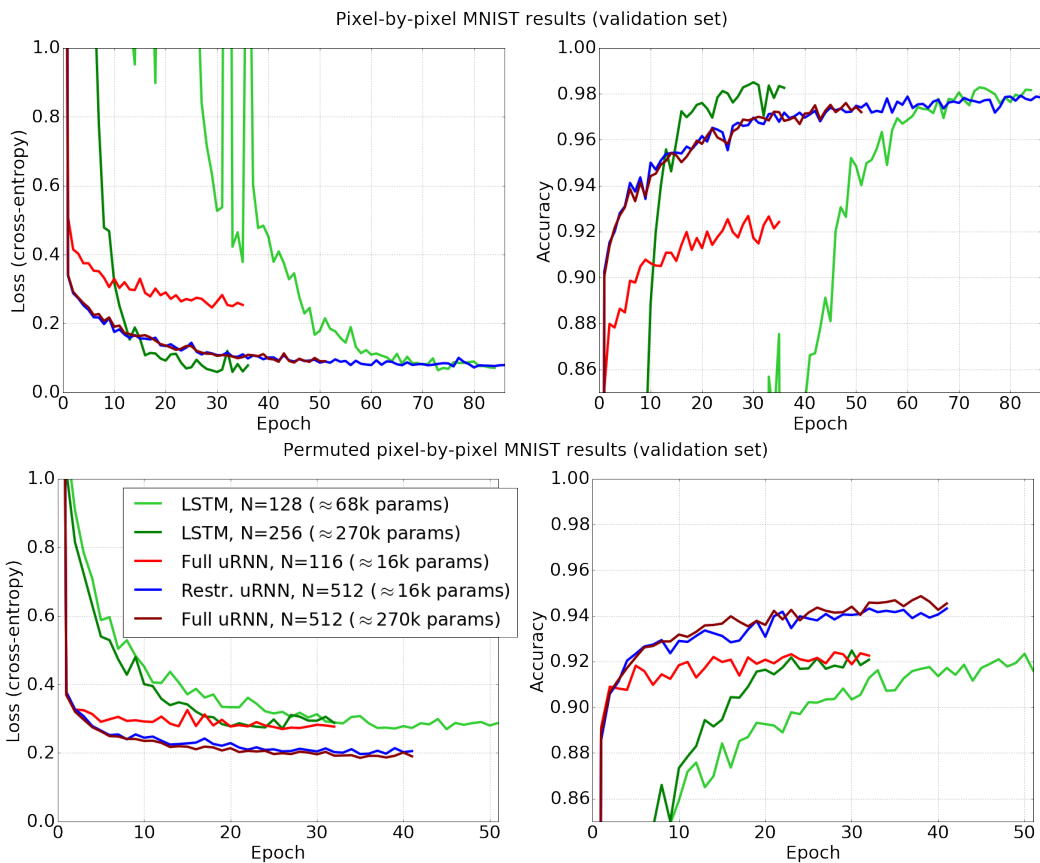 Pixel-by-pixel MNIST results (validation set)
1.0
0.8
0.6
0.4
0.2
0.0
Loss (cross-entropy)
0 10 20 30 40 50 60 70 80
Epoch
1.00
0.98
0.96
0.94
0.92
0.90
0.88
0.86
Accuracy
0 10 20 30 40 50 60 70 80
Epoch
Permuted pixel-by-pixel MNIST results (validation set)
1.0
0.8
0.6
0.4
0.2
0.0
Loss (cross-entropy)
LSTM, N=128 (≈68k params)
LSTM, N=256 (≈270k params)
Full uRNN, N=116 (≈16k params)
Restr. uRNN, N=512 (≈16k params)
Full uRNN, N=512 (≈270k params)
0 10 20 30 40 50
Epoch
1.00
0.98
0.96
0.94
0.92
0.90
0.88
0.86
Accuracy
0 10 20 30 40 50
Epoch